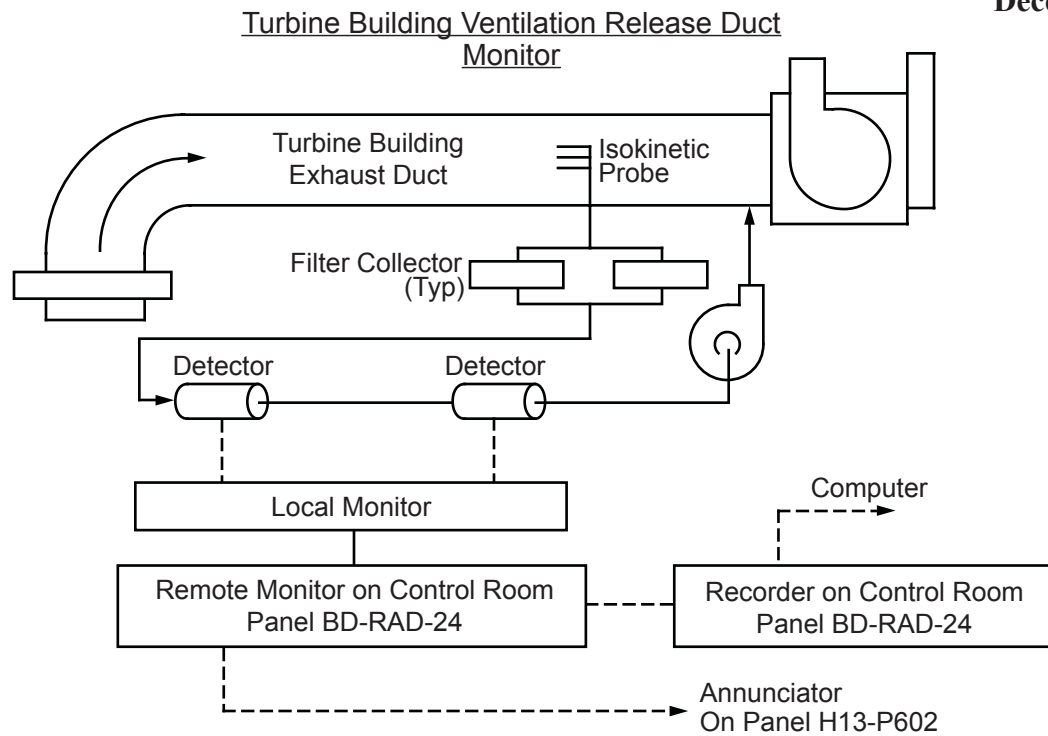 Turbine Building Ventilation Release Duct
Monitor
Turbine Building
Exhaust Duct
Isokinetic
Probe
Filter Collector
(Typ)
Detector
Detector
Local Monitor
Computer
Remote Monitor on Control Room
Panel BD-RAD-24
Recorder on Control Room
Panel BD-RAD-24
Annunciator
On Panel H13-P602